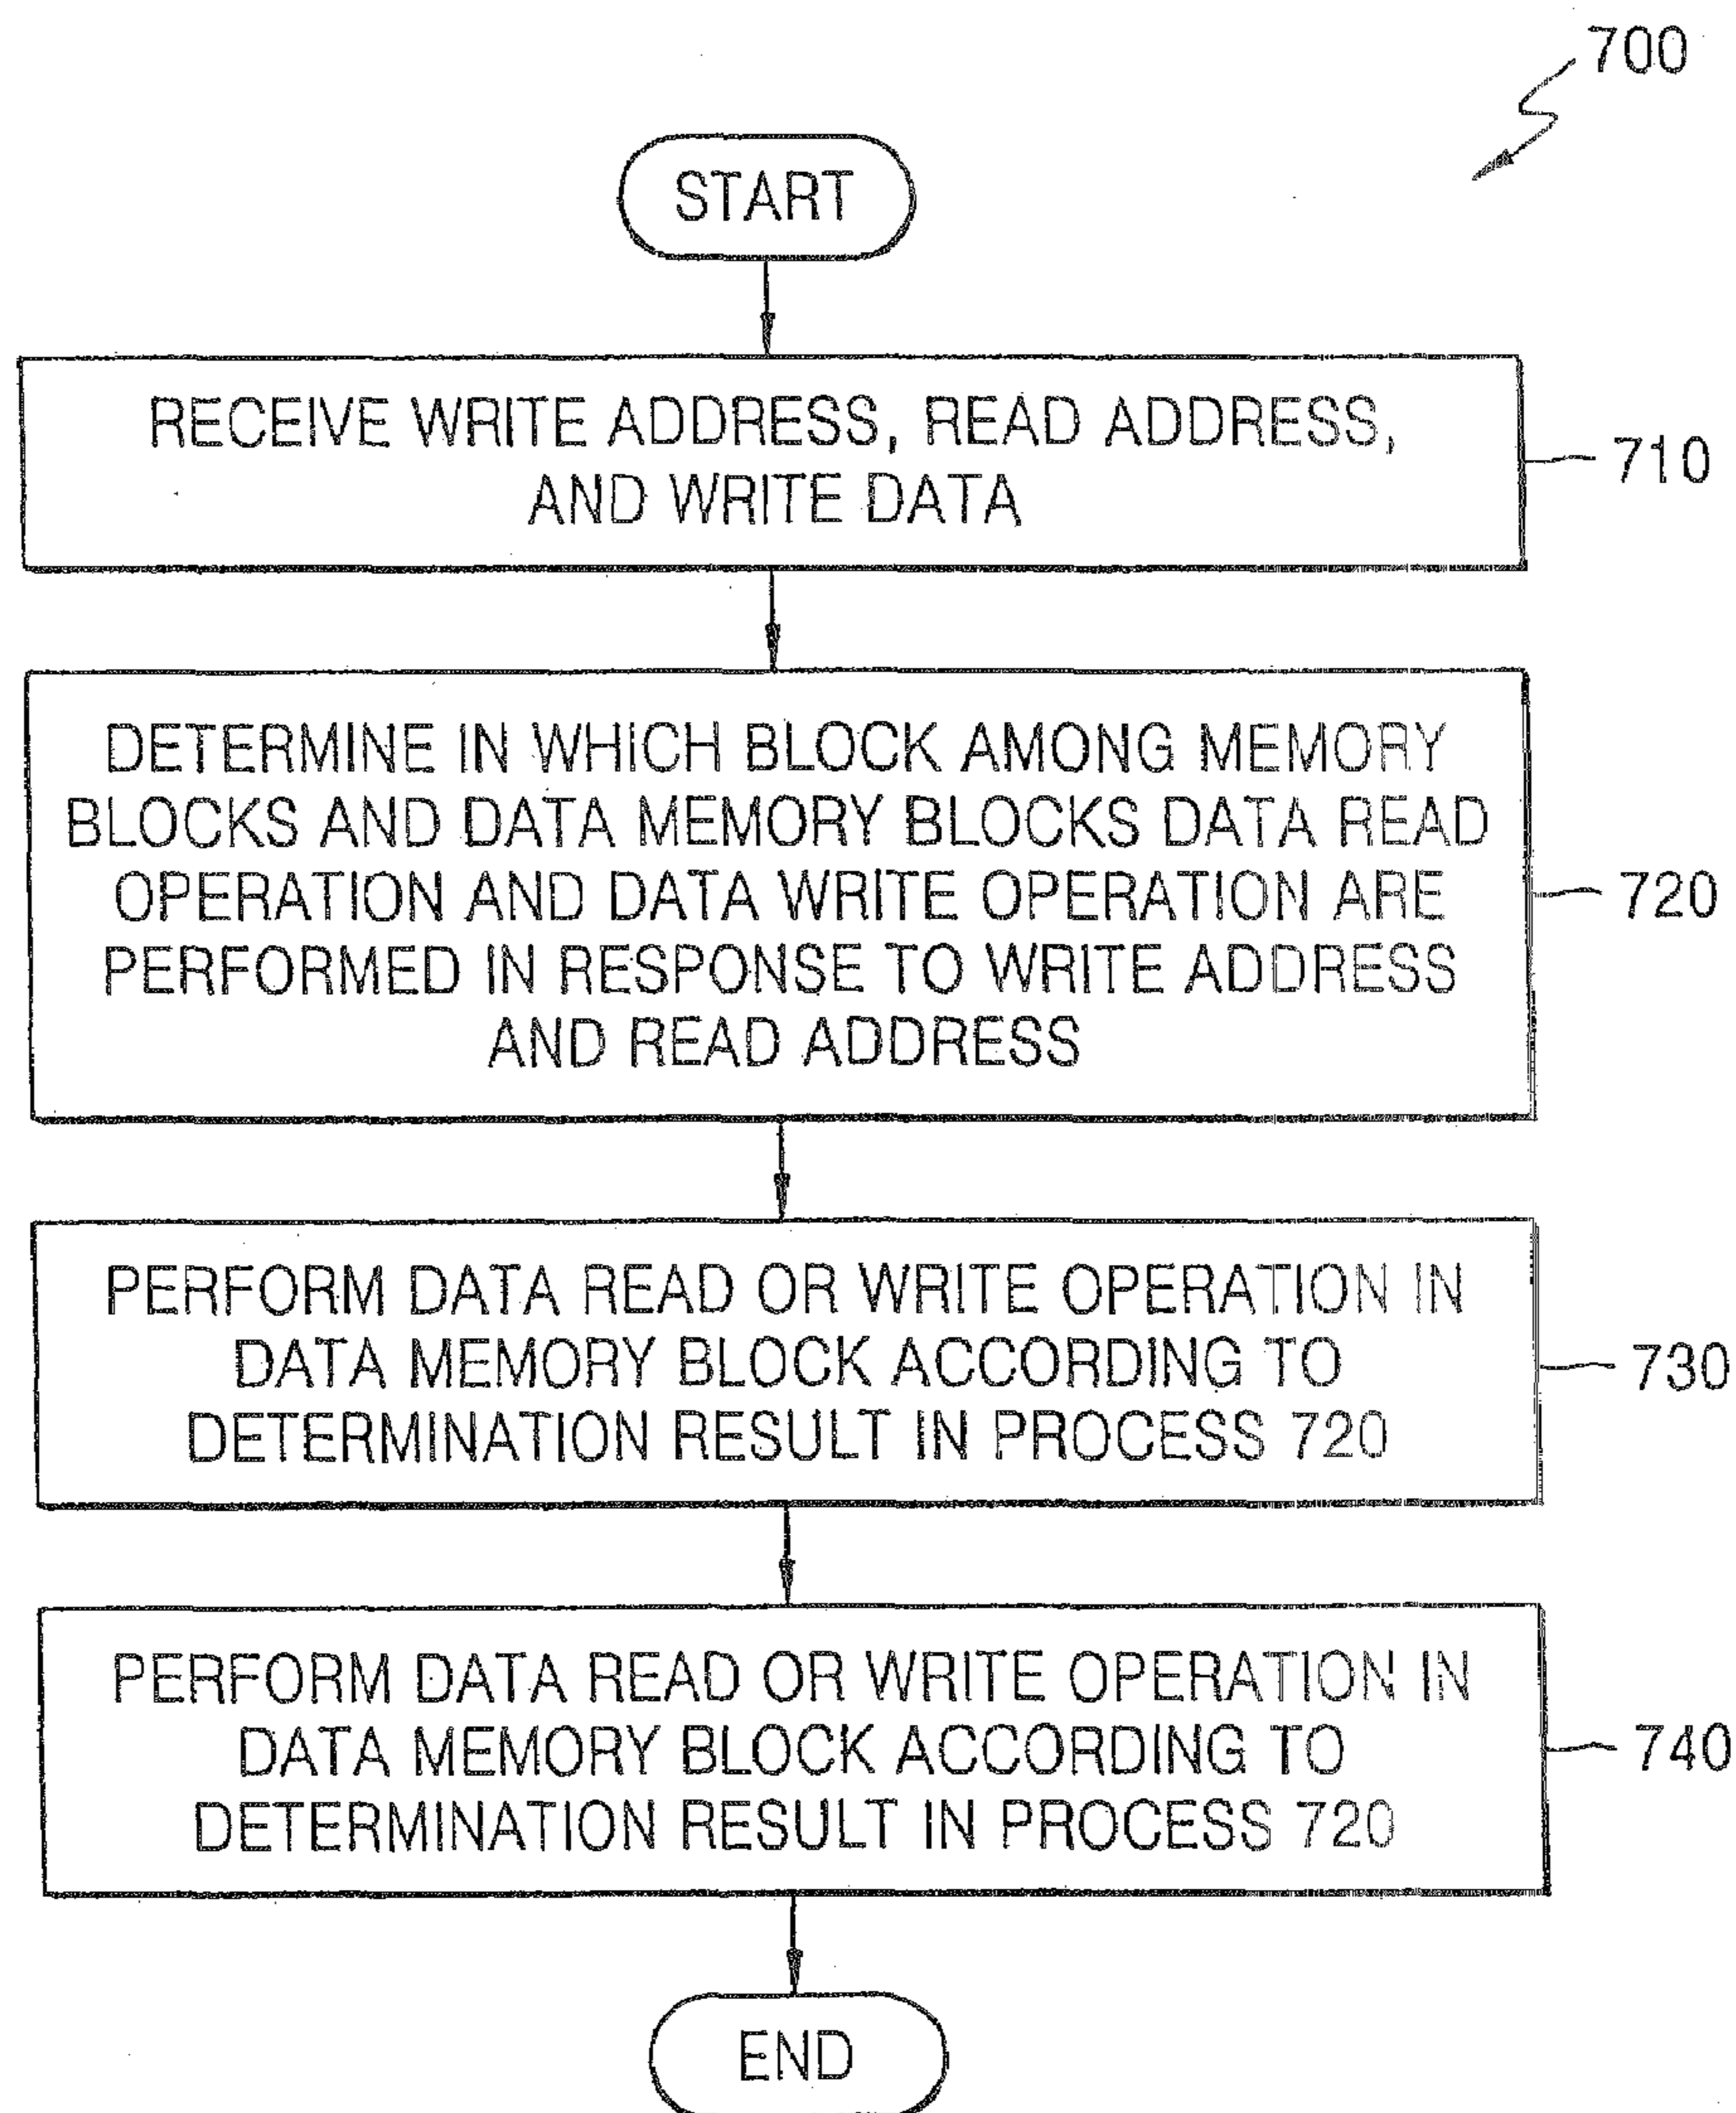 700
START
RECEIVE WRITE ADDRESS, READ ADDRESS,
AND WRITE DATA
710
DETERMINE IN WHICH BLOCK AMONG MEMORY
BLOCKS AND DATA MEMORY BLOCKS DATA READ
OPERATION AND DATA WRITE OPERATION ARE
PERFORMED IN RESPONSE TO WRITE ADDRESS
AND READ ADDRESS
720
PERFORM DATA READ OR WRITE OPERATION IN
DATA MEMORY BLOCK ACCORDING TO
DETERMINATION RESULT IN PROCESS 720
730
PERFORM DATA READ OR WRITE OPERATION IN
DATA MEMORY BLOCK ACCORDING TO
DETERMINATION RESULT IN PROCESS 720
740
END